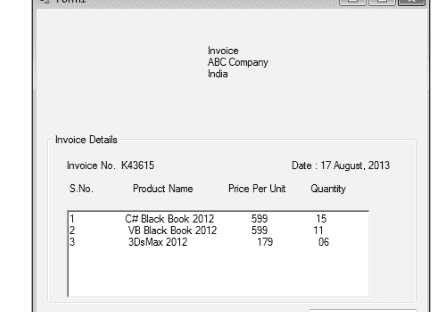 Form1
Invoice
ABC Company
India
Invoice Details
Invoice No. K43615 Date : 17 August, 2013
S.No. Product Name Price Per Unit Quantity
1 C# Black Book 2012 599 15
2 VB Black Book 2012 599 11
3 3DsMax 2012 179 06